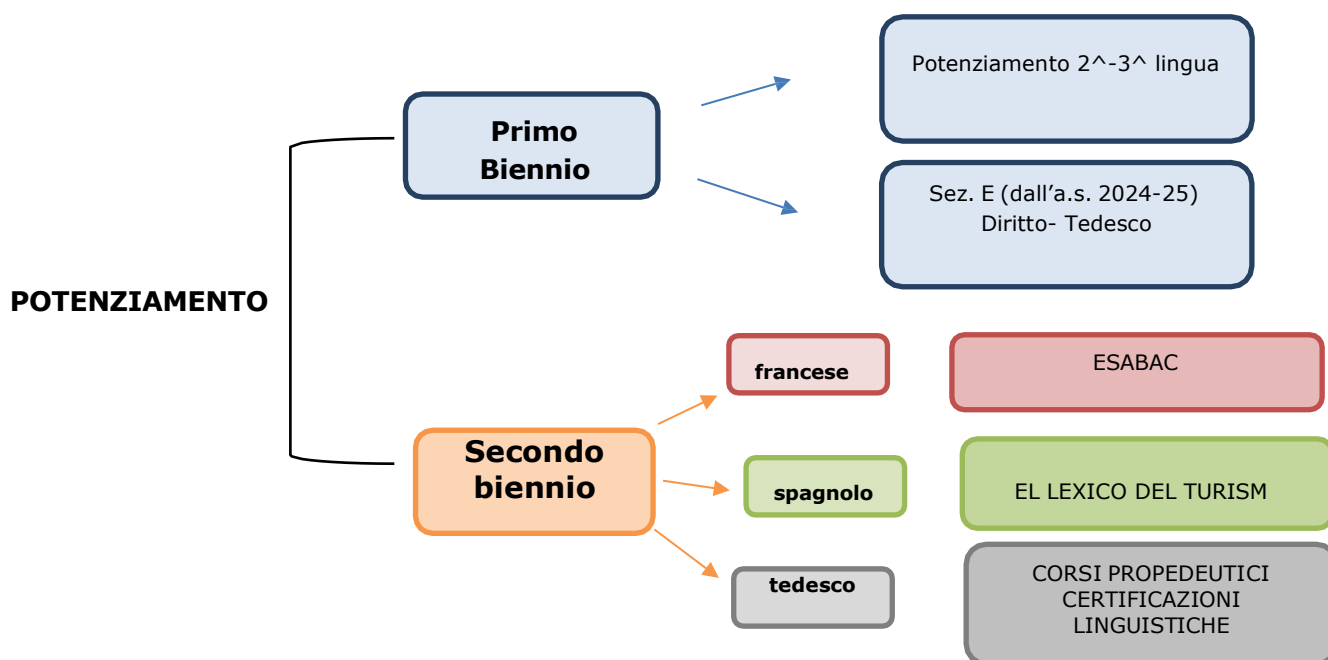 POTENZIAMENTO
Primo
Biennio
Potenziamento 2^-3^ lingua
Sez. E (dall’a.s. 2024-25)
Diritto- Tedesco
Secondo
biennio
francese
ESABAC
spagnolo
EL LEXICO DEL TURISM
tedesco
CORSI PROPEDEUTICI
CERTIFICAZIONI
LINGUISTICHE